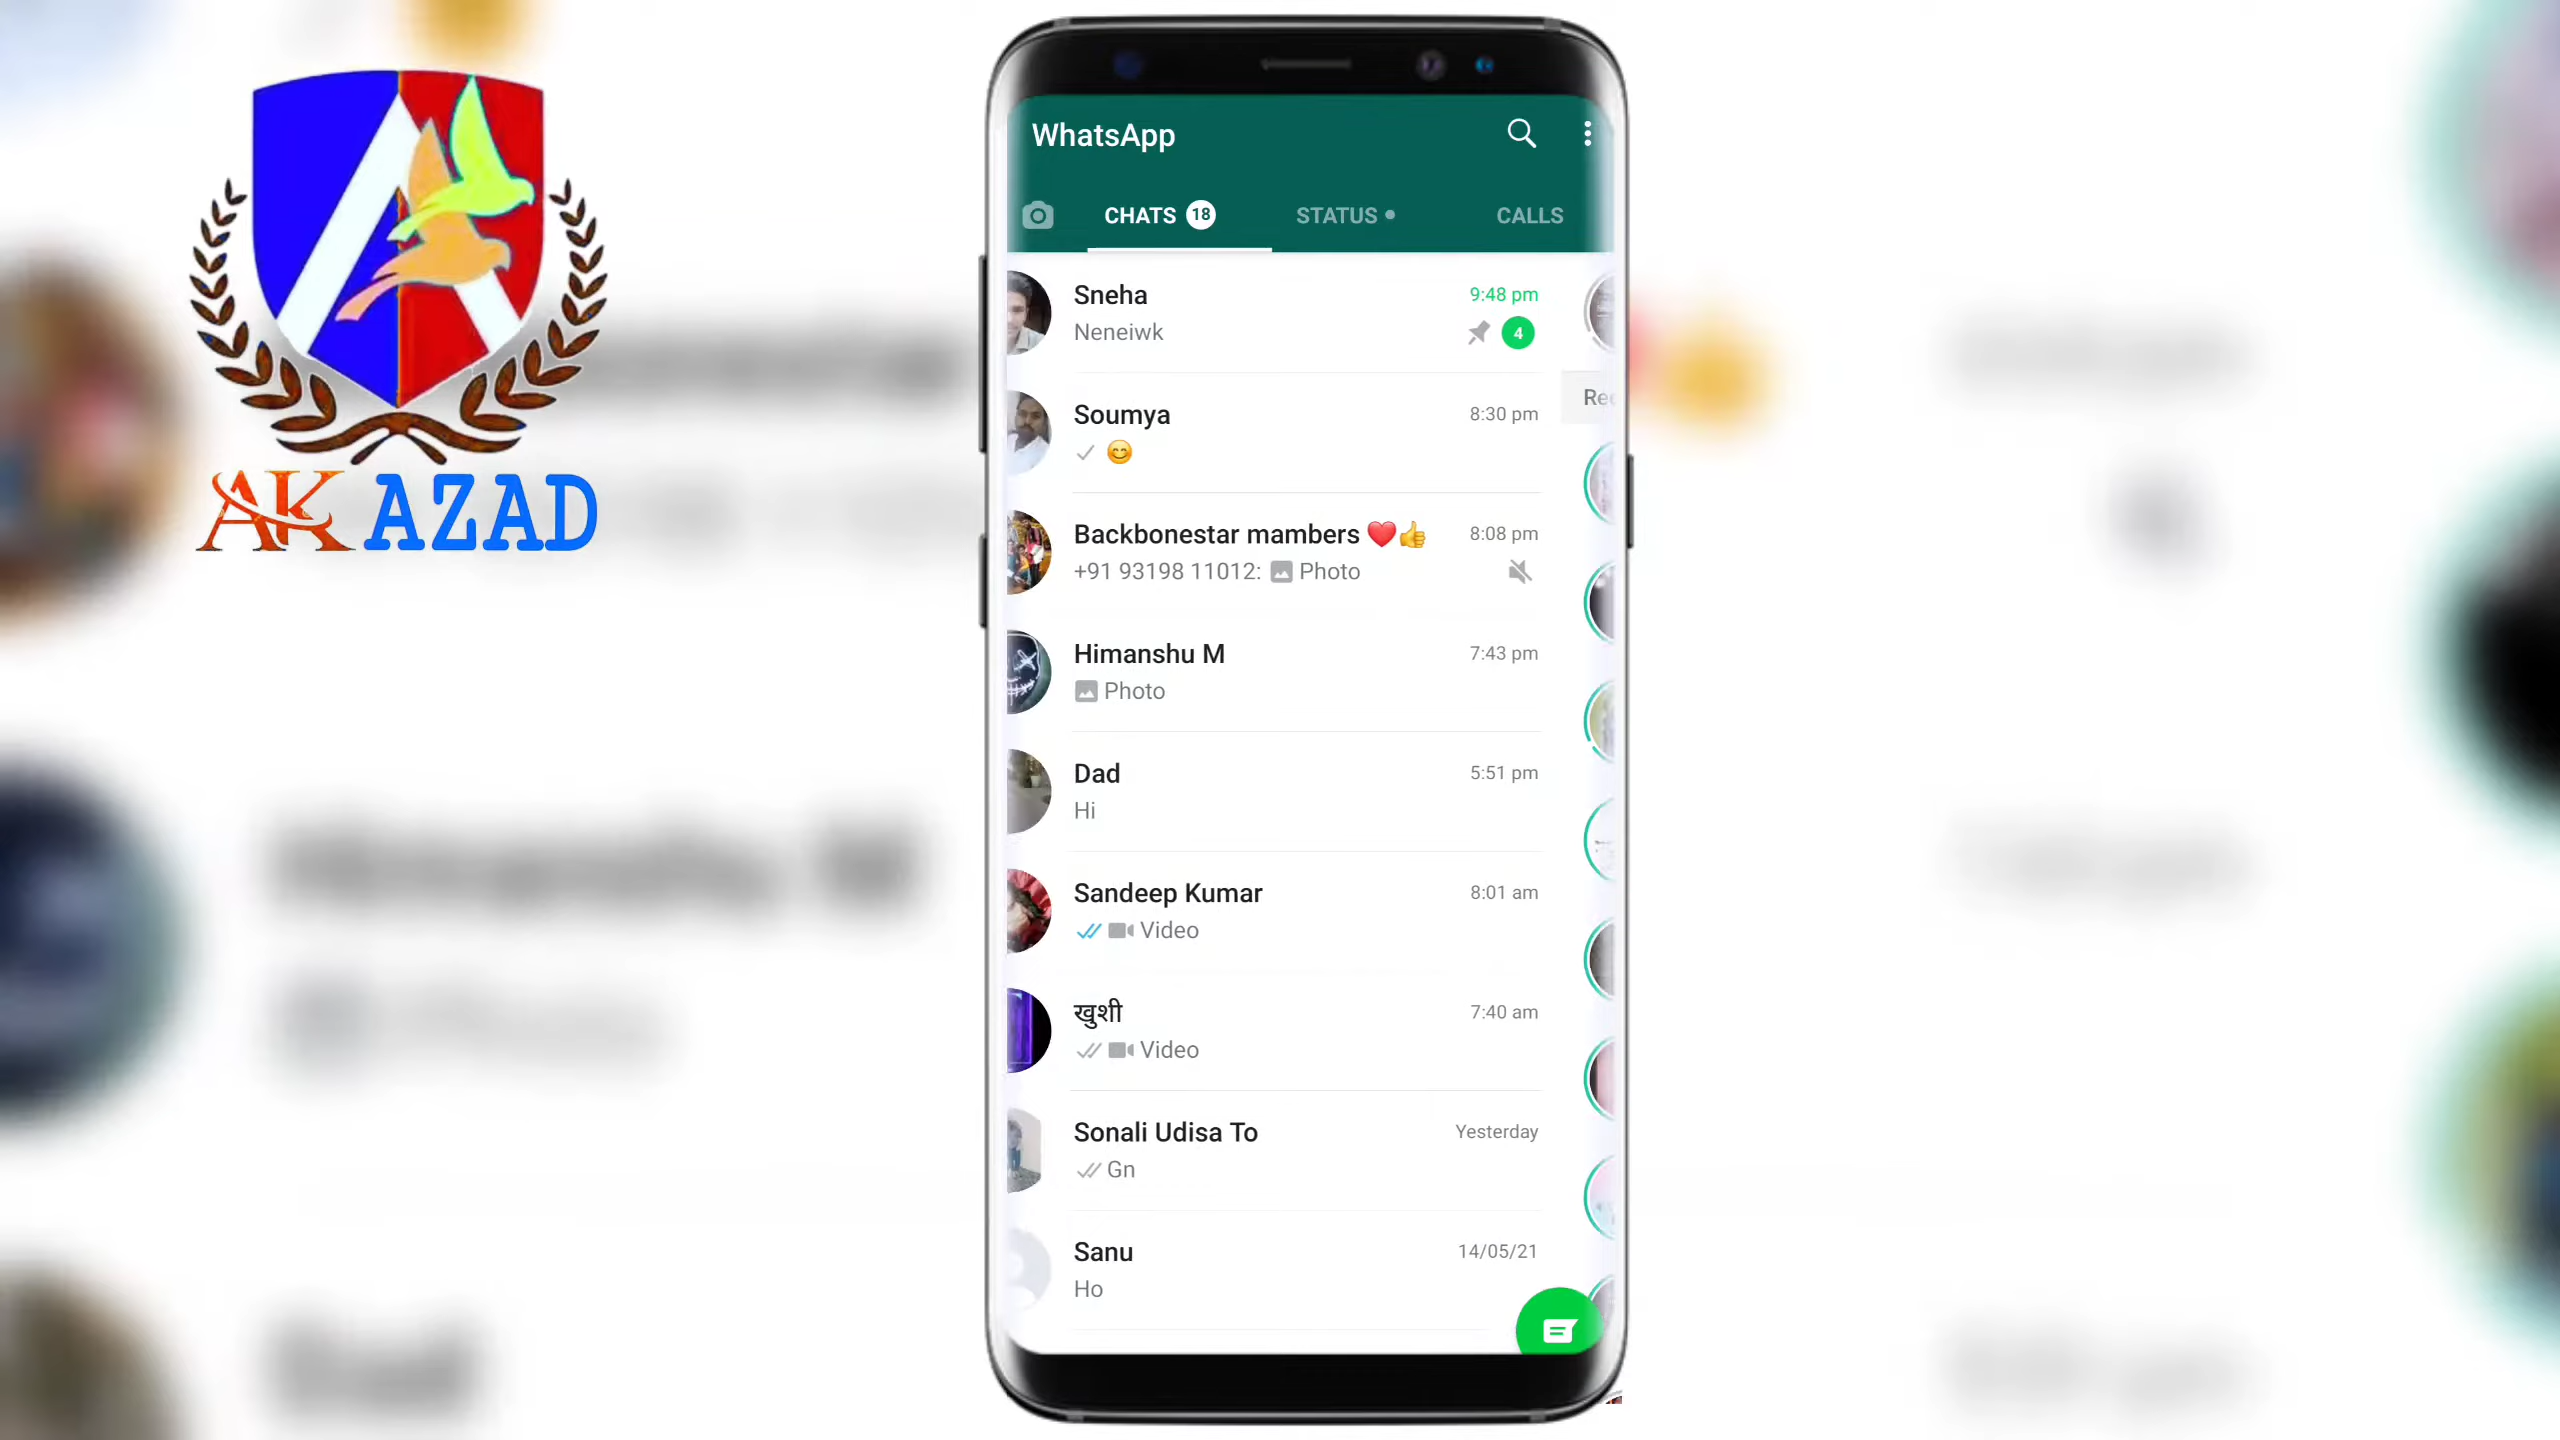 AK AZAD
WhatsApp
CHATS 18 STATUS CALLS
Sneha 9:48 pm
Neneiwk 4
Soumya 8:30 pm
😊
Backbonestar mambers ❤️👍 8:08 pm
+91 93198 11012: Photo
Himanshu M 7:43 pm
Photo
Dad 5:51 pm
Hi
Sandeep Kumar 8:01 am
Video
खुशी 7:40 am
Video
Sonali Udisa To Yesterday
Gn
Sanu 14/05/21
Ho